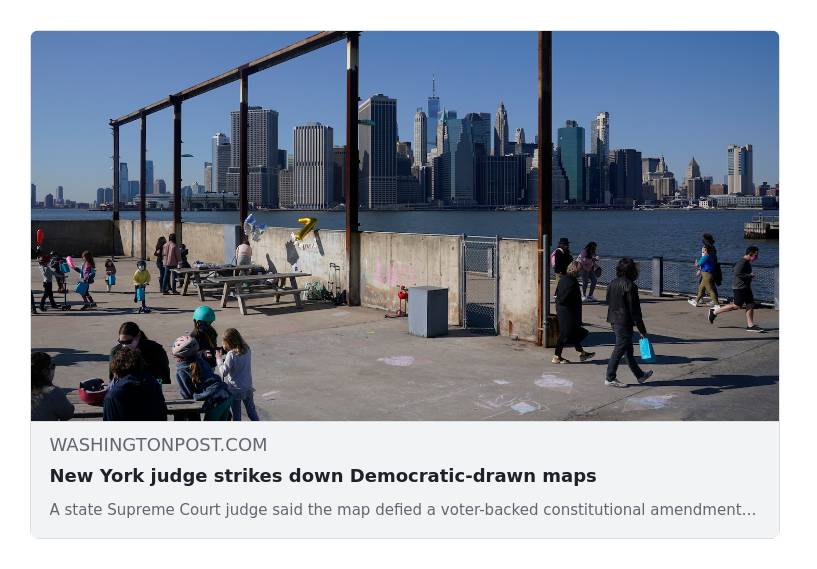 WASHINGTONPOST.COM
New York judge strikes down Democratic-drawn maps
A state Supreme Court judge said the map defied a voter-backed constitutional amendment…